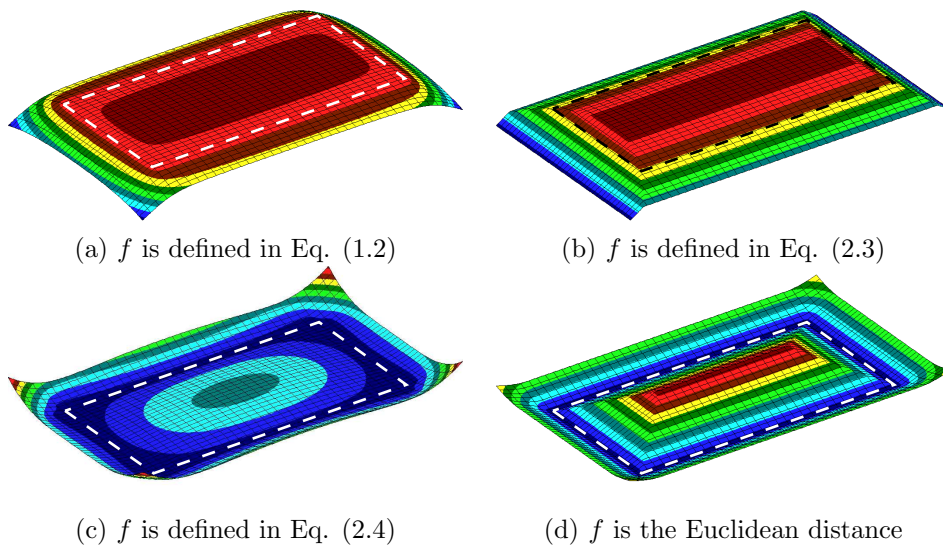 (a) f is defined in Eq. (1.2)
(b) f is defined in Eq. (2.3)
(c) f is defined in Eq. (2.4)
(d) f is the Euclidean distance